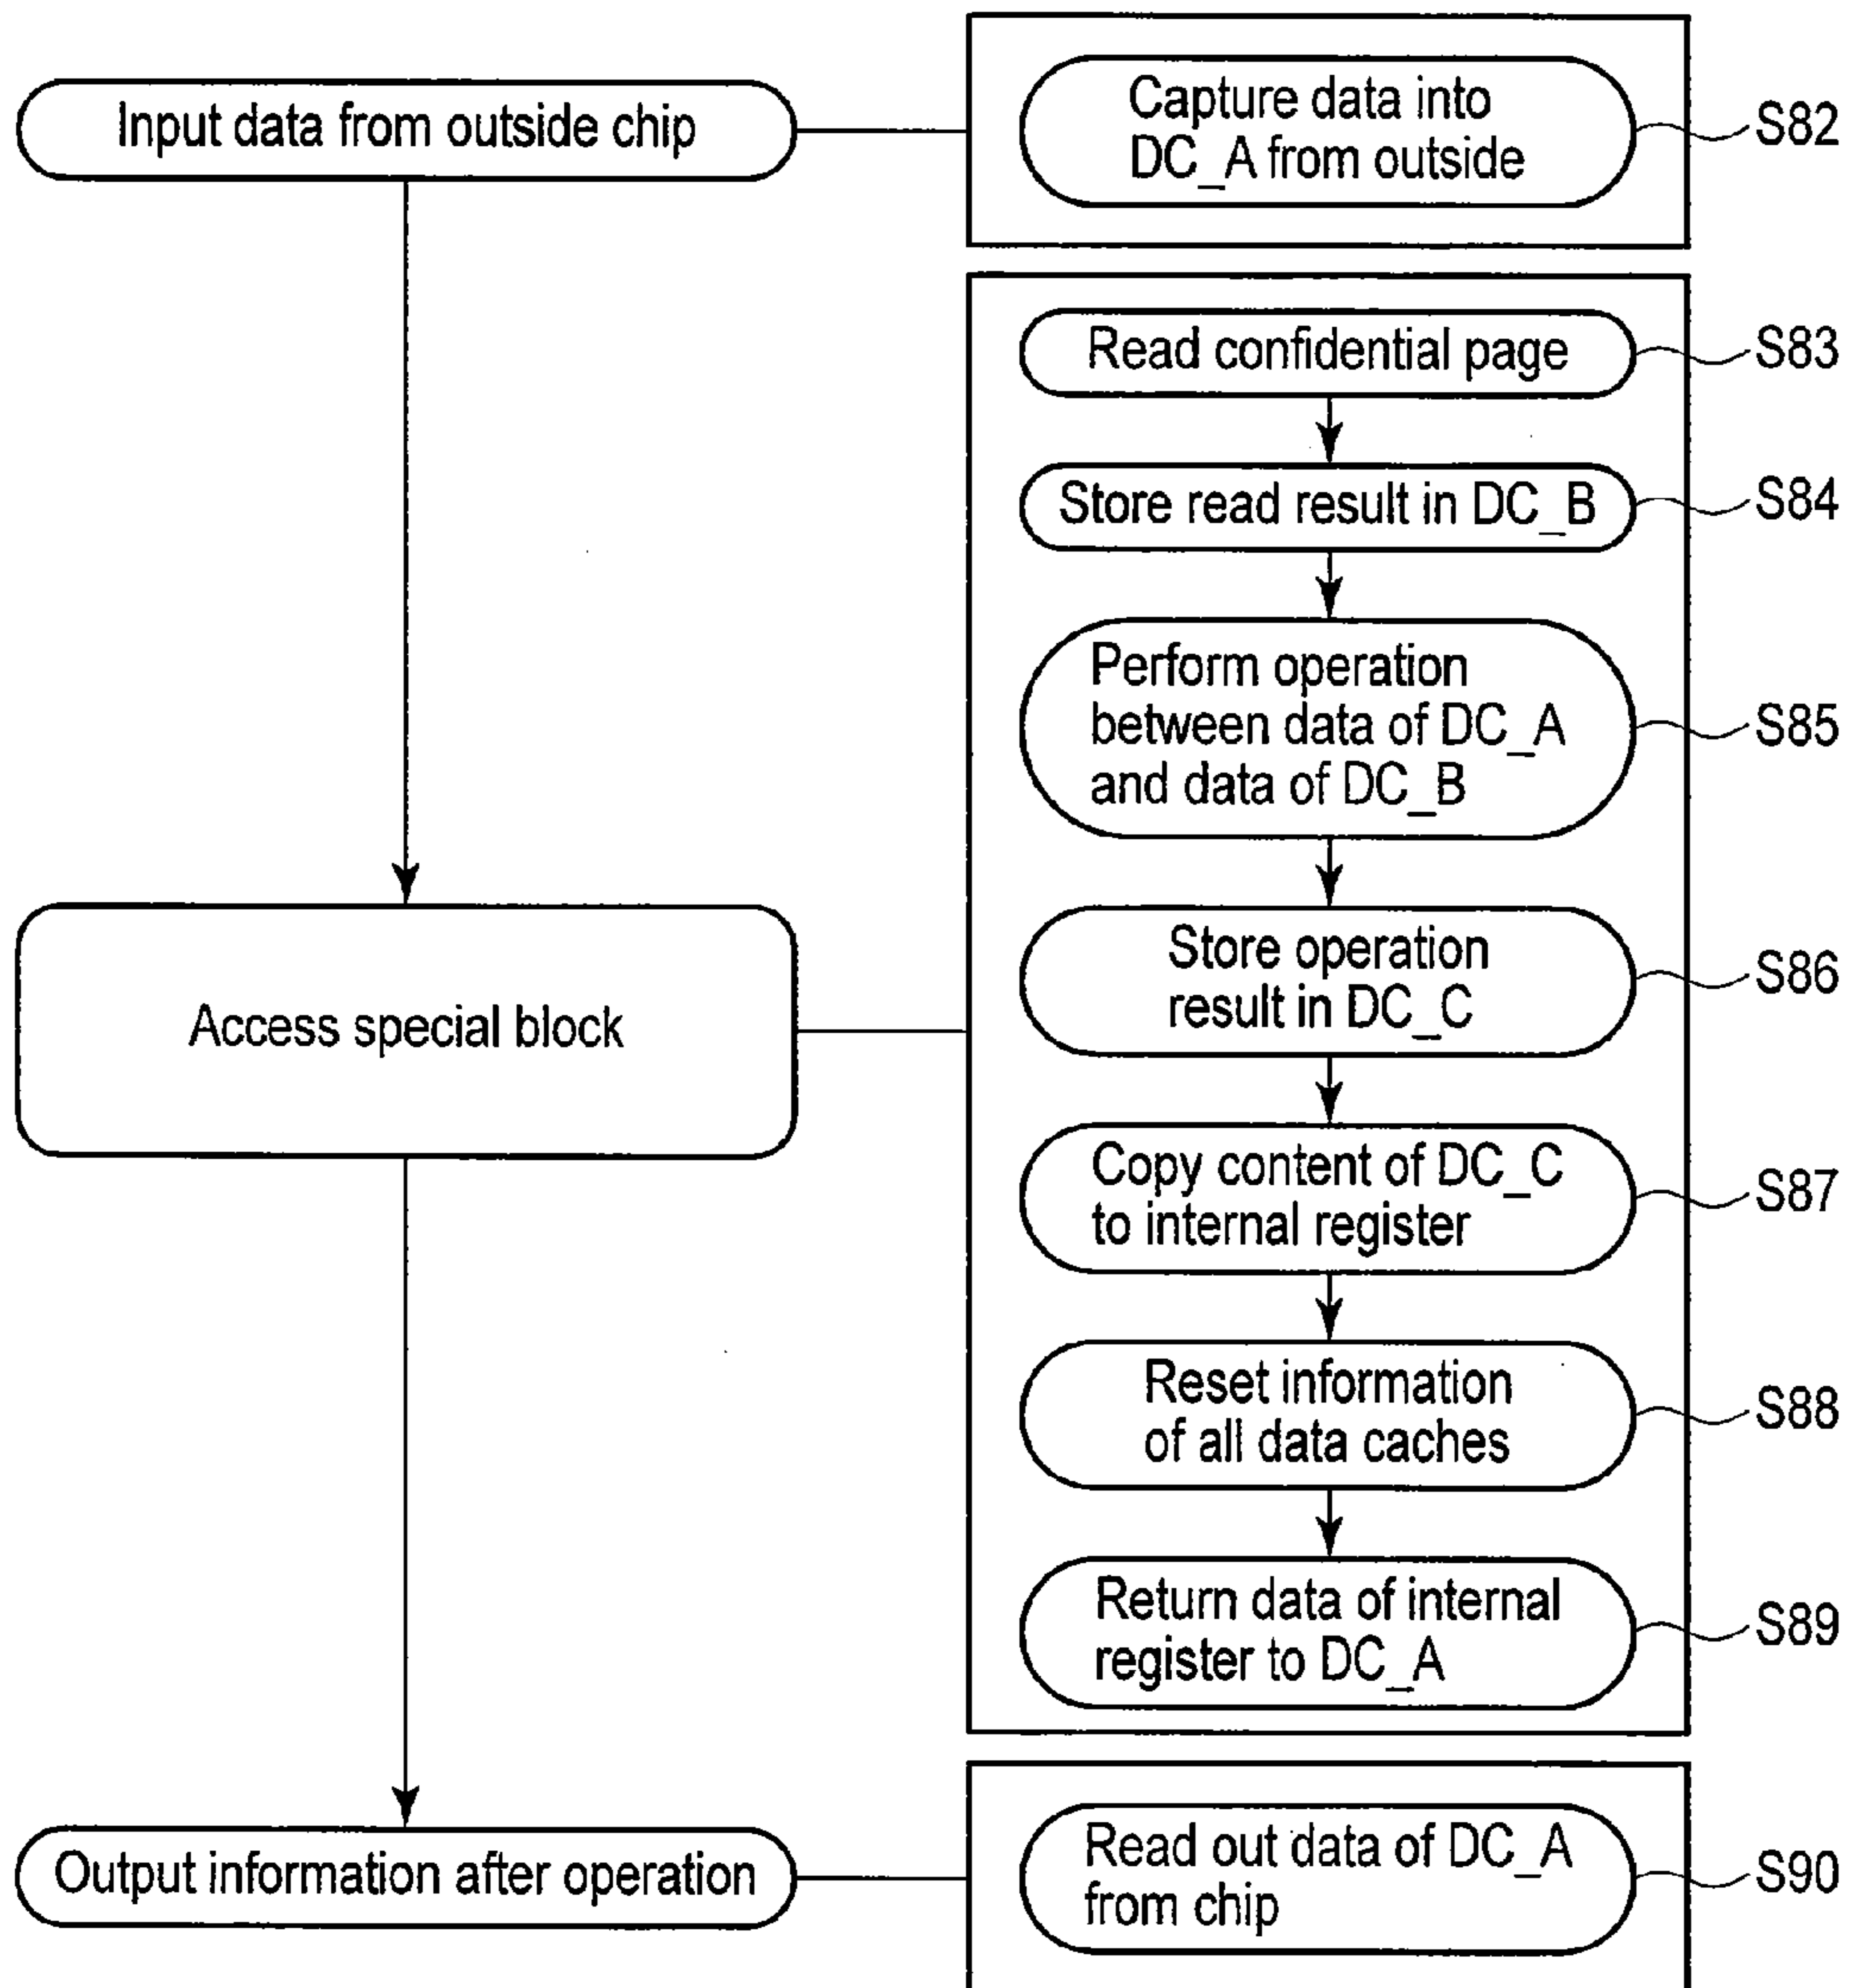 Input data from outside chip
Capture data into
DC_A from outside
S82
Read confidential page
S83
Store read result in DC_B
S84
Perform operation
between data of DC_A
and data of DC_B
S85
Access special block
Store operation
result in DC_C
S86
Copy content of DC_C
to internal register
S87
Reset information
of all data caches
S88
Return data of internal
register to DC_A
S89
Output information after operation
Read out data of DC_A
from chip
S90